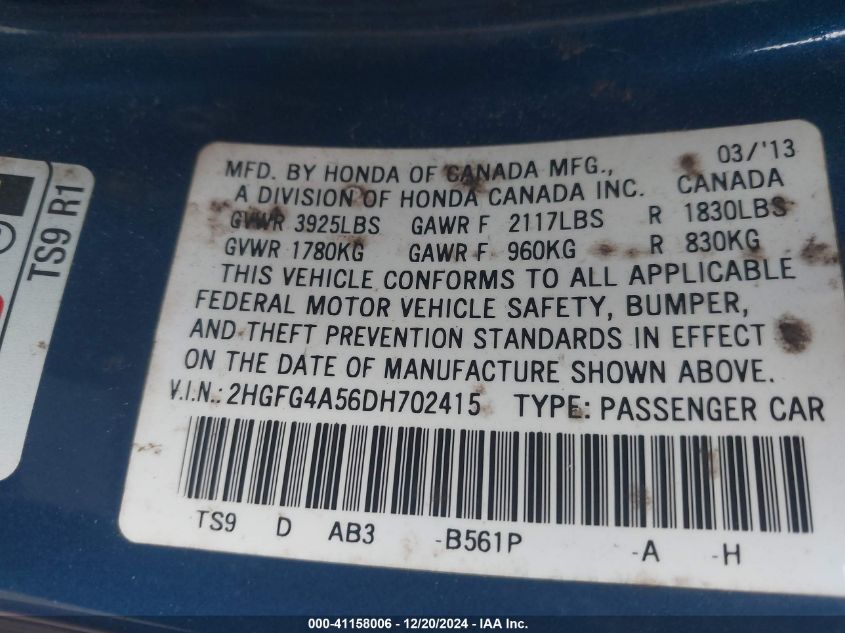 TS9 R1
03/'13
MFD. BY HONDA OF CANADA MFG.,
A DIVISION OF HONDA CANADA INC. CANADA
GVWR 3925LBS GAWR F 2117LBS R 1830LBS
GVWR 1780KG GAWR F 960KG R 830KG
THIS VEHICLE CONFORMS TO ALL APPLICABLE
FEDERAL MOTOR VEHICLE SAFETY, BUMPER,
AND THEFT PREVENTION STANDARDS IN EFFECT
ON THE DATE OF MANUFACTURE SHOWN ABOVE.
V.I.N.: 2HGFG4A56DH702415 TYPE: PASSENGER CAR
TS9 D AB3 -B561P -A -H
000-41158006 - 12/20/2024 - IAA Inc.